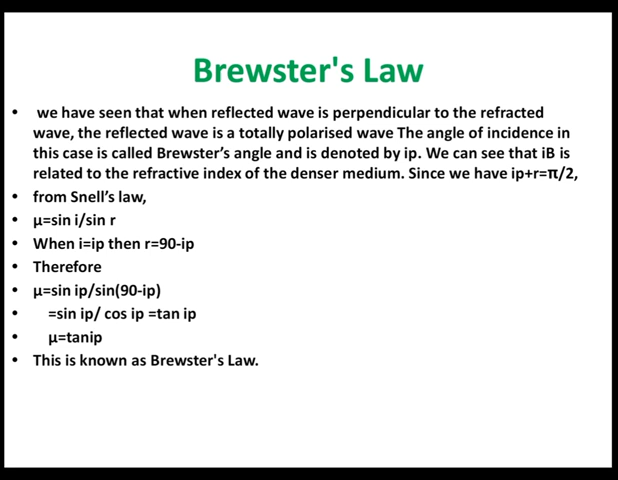 Brewster's Law
• we have seen that when reflected wave is perpendicular to the refracted
wave, the reflected wave is a totally polarised wave The angle of incidence in
this case is called Brewster’s angle and is denoted by ip. We can see that iB is
related to the refractive index of the denser medium. Since we have ip+r=π/2,
• from Snell’s law,
• μ=sin i/sin r
• When i=ip then r=90-ip
• Therefore
• μ=sin ip/sin(90-ip)
• =sin ip/ cos ip =tan ip
• μ=tanip
• This is known as Brewster's Law.